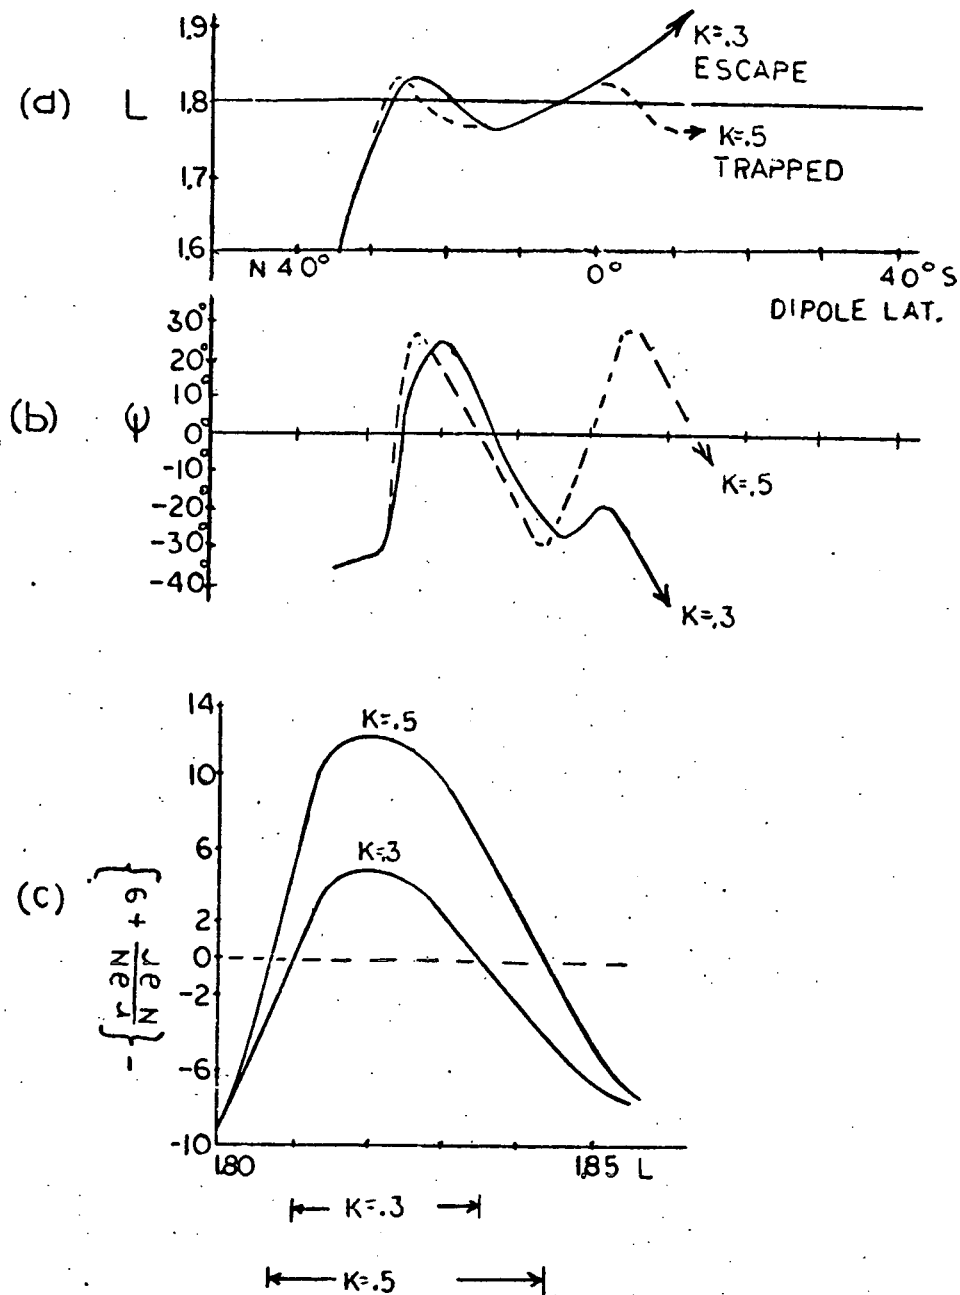 (a) L
1.9
1.8
1.7
1.6
K=.3
ESCAPE
K=.5
TRAPPED
N 40° 0° 40° S
DIPOLE LAT.
(b) ψ
30°
20°
10°
0°
-10°
-20°
-30°
-40°
K=.5
K=.3
(c) -{r/N ∂N/∂r + 6}
14
10
6
2
0
-2
-6
-10
K=.5
K=.3
1.80 1.85 L
K=.3
K=.5